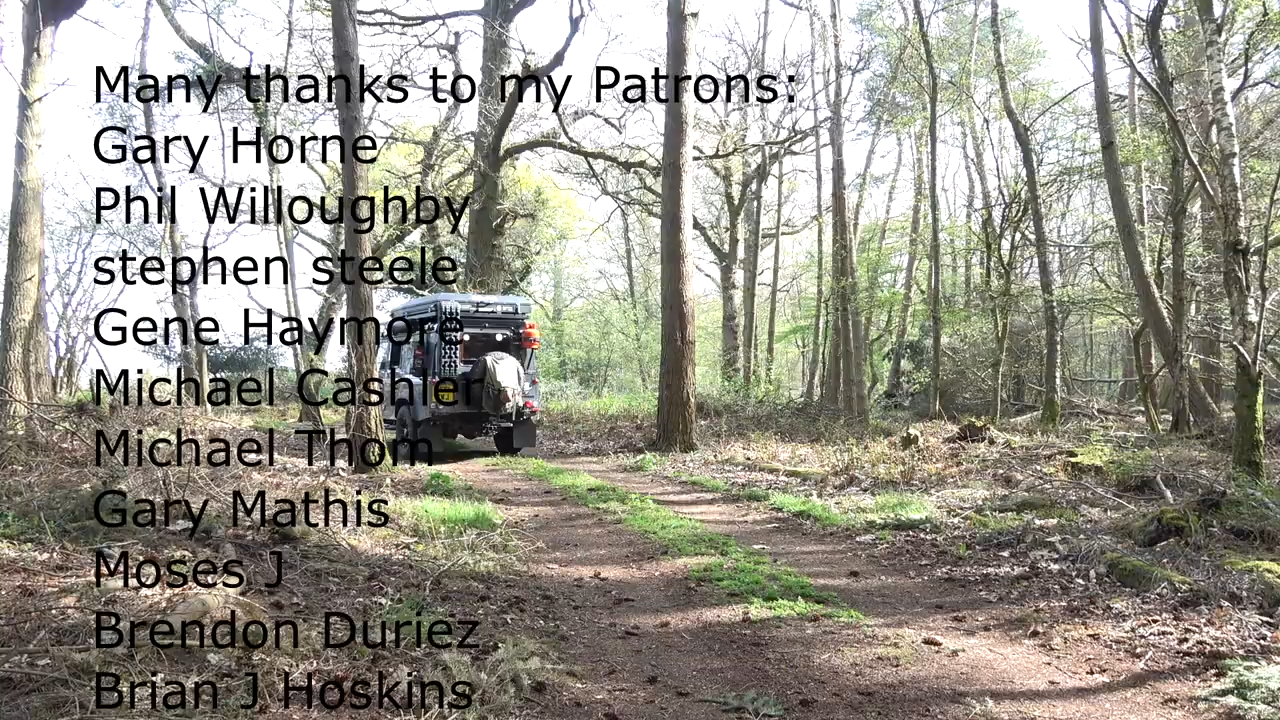 Many thanks to my Patrons:
Gary Horne
Phil Willoughby
stephen steele
Gene Haymore
Michael Cashier
Michael Thom
Gary Mathis
Moses J
Brendon Duriez
Brian J Hoskins